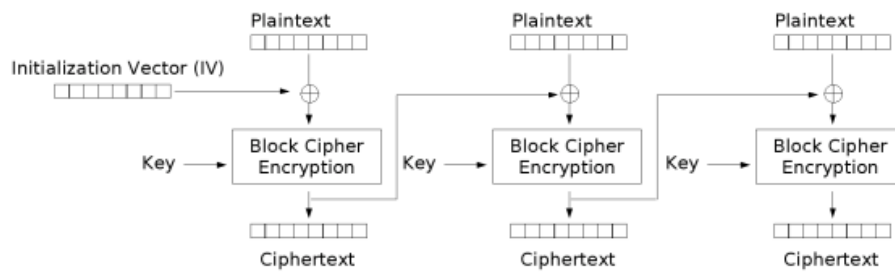 Plaintext
Plaintext
Plaintext
Initialization Vector (IV)
Key
Block Cipher
Encryption
Key
Block Cipher
Encryption
Key
Block Cipher
Encryption
Ciphertext
Ciphertext
Ciphertext